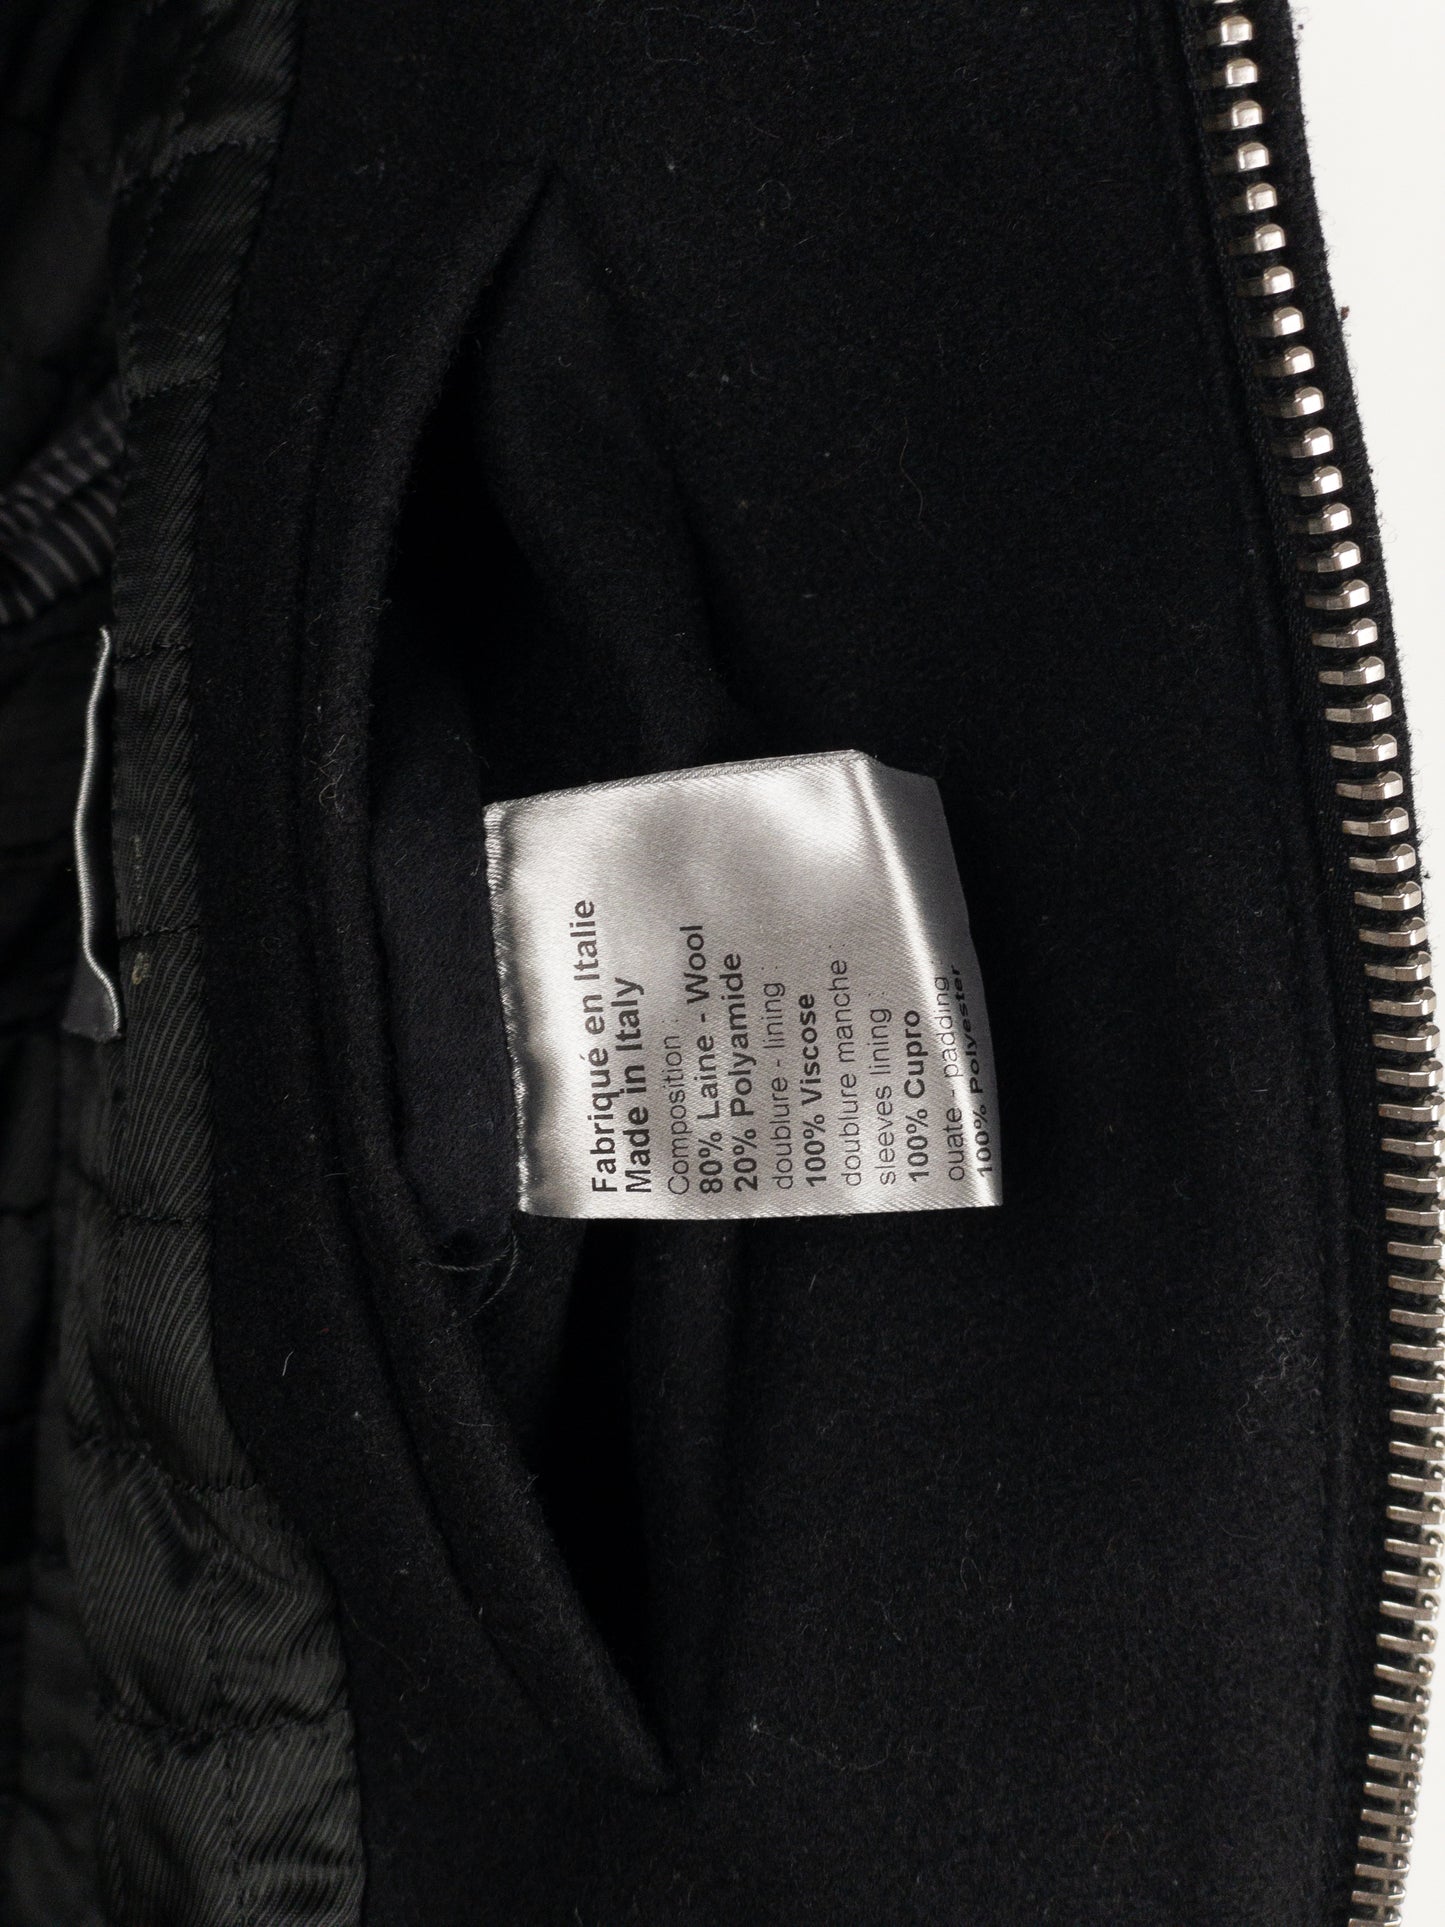 Fabriqué en Italie
Made in Italy
Composition :
80% Laine - Wool
20% Polyamide
doublure - lining :
100% Viscose
doublure manche
sleeves lining :
100% Cupro
ouate - padding :
100% Polyester